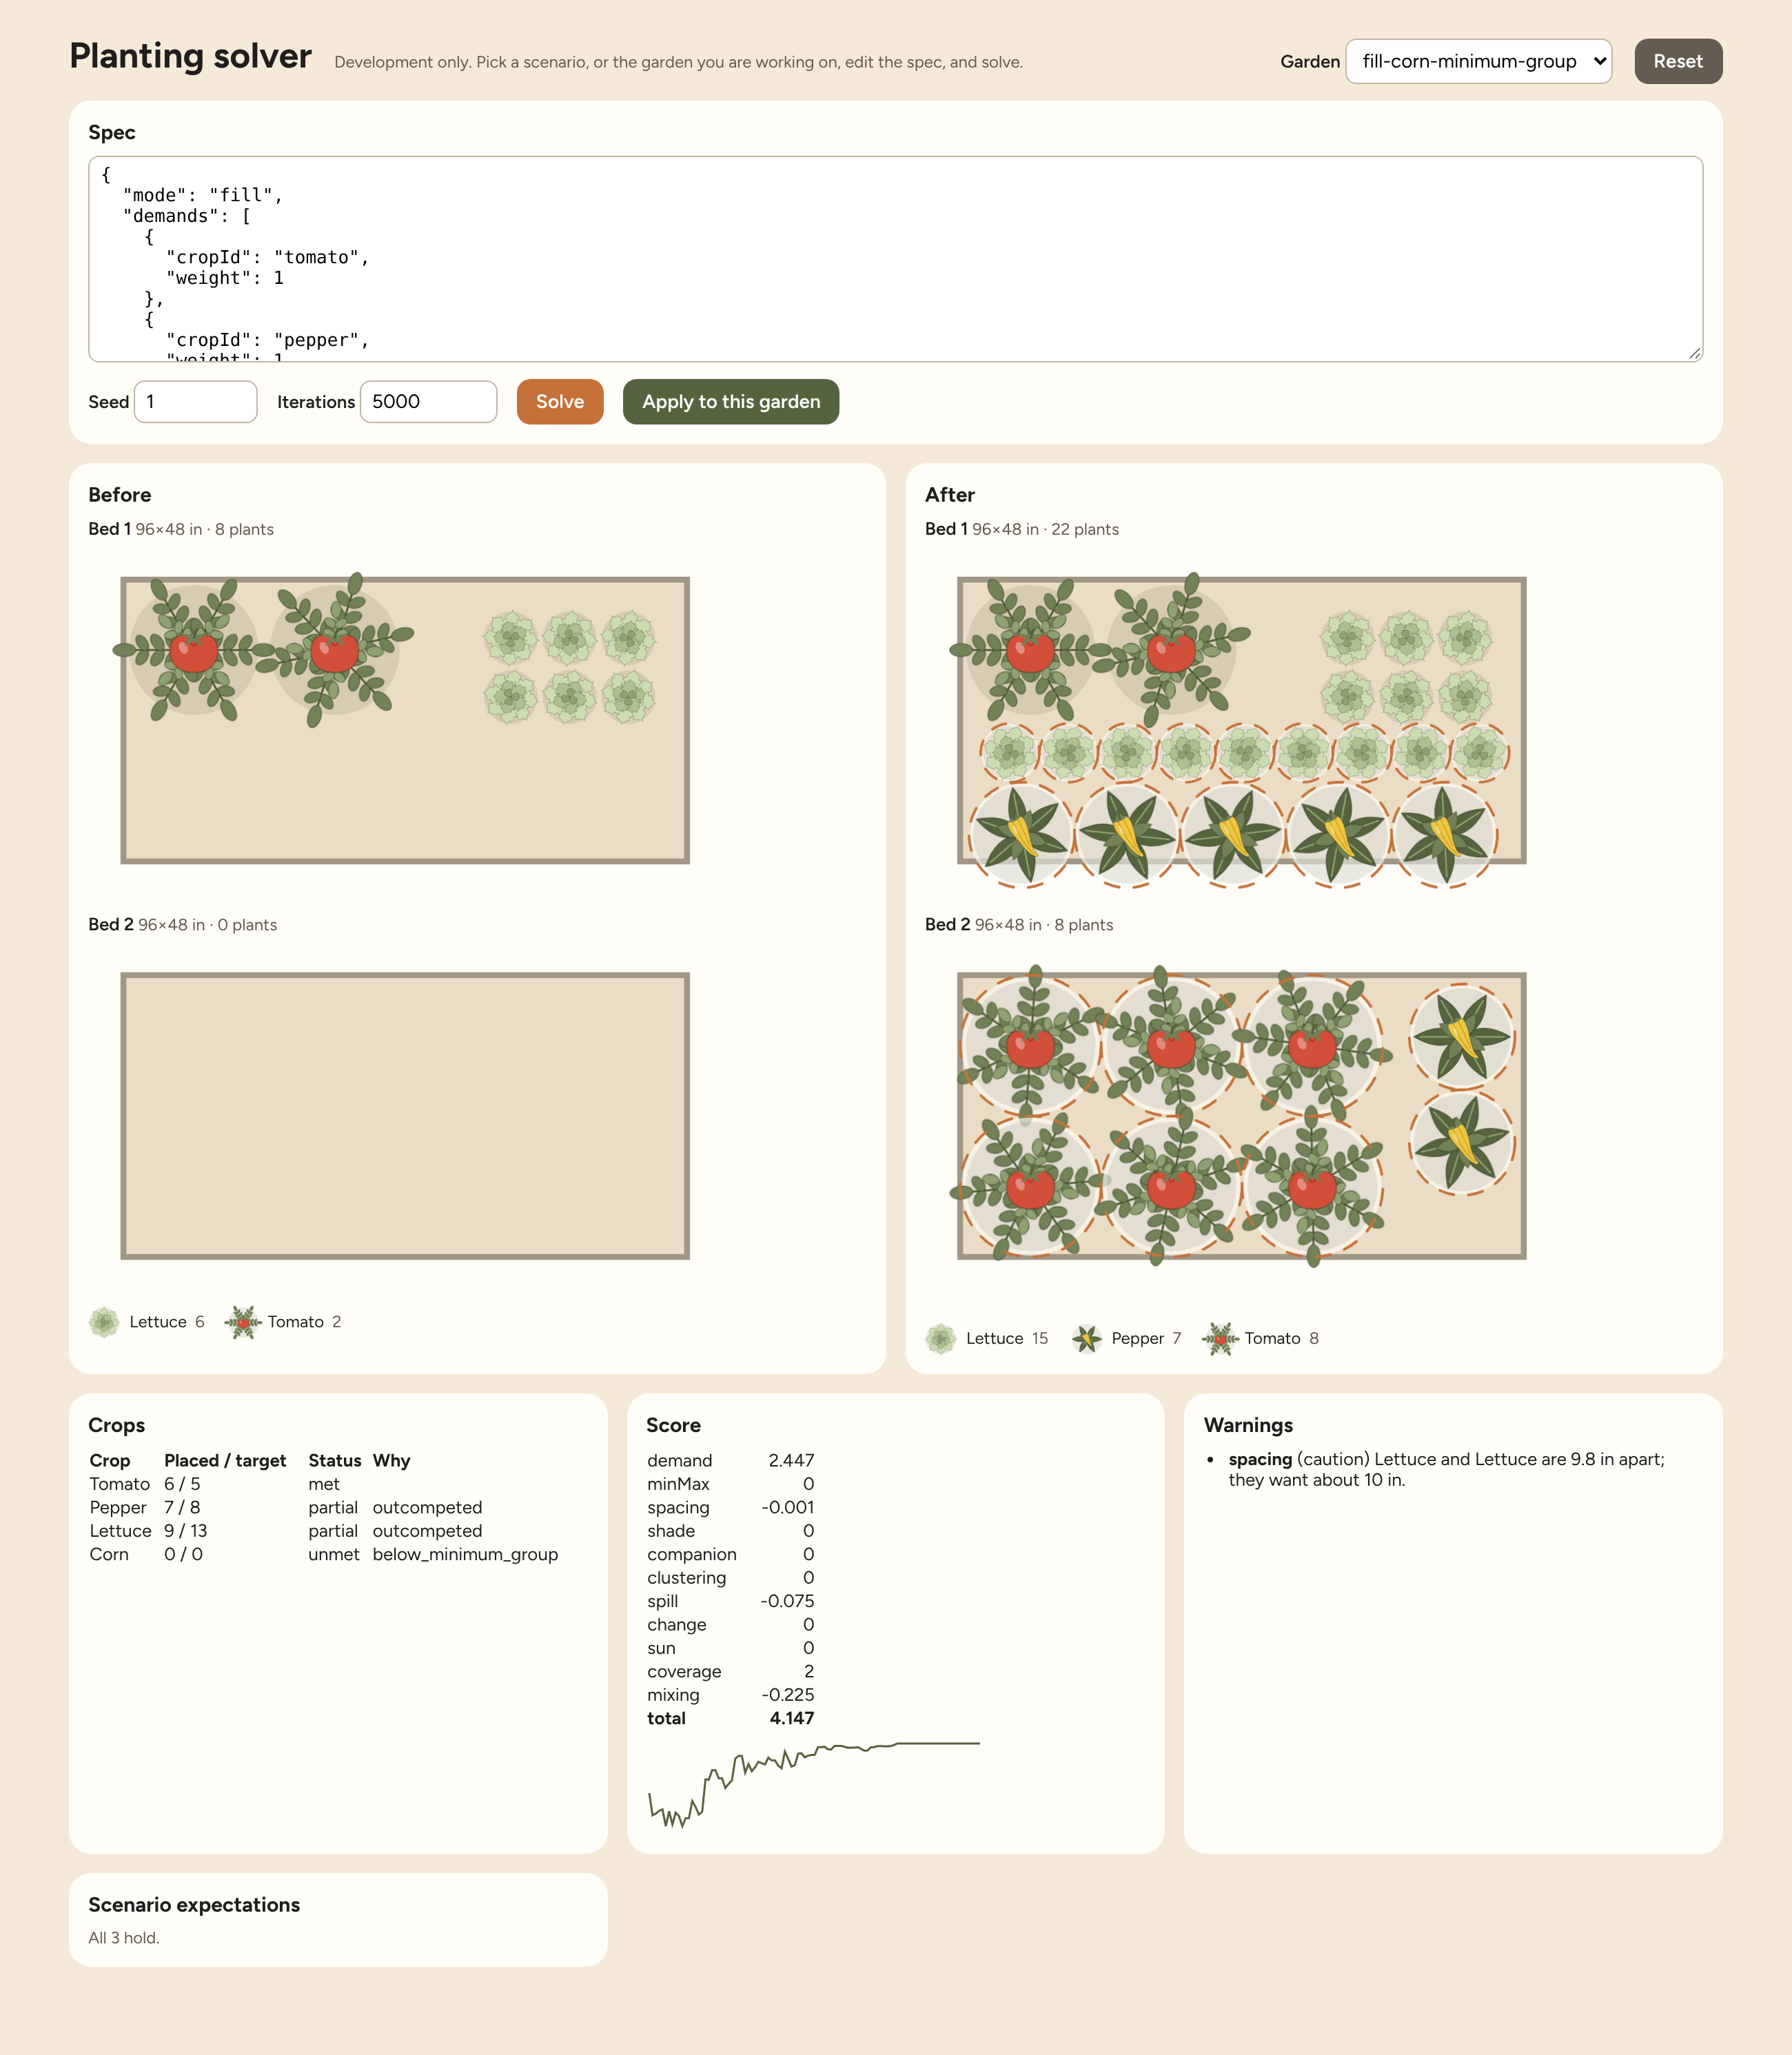 Planting solver Development only. Pick a scenario, or the garden you are working on, edit the spec, and solve. Garden fill-corn-minimum-group Reset
Spec
{
"mode": "fill",
"demands": [
{
"cropId": "tomato",
"weight": 1
},
{
"cropId": "pepper",
"weight": 1
Seed 1 Iterations 5000 Solve Apply to this garden
Before
Bed 1 96×48 in · 8 plants
Bed 2 96×48 in · 0 plants
Lettuce 6 Tomato 2
After
Bed 1 96×48 in · 22 plants
Bed 2 96×48 in · 8 plants
Lettuce 15 Pepper 7 Tomato 8
Crops
Crop Placed / target Status Why
Tomato 6 / 5 met
Pepper 7 / 8 partial outcompeted
Lettuce 9 / 13 partial outcompeted
Corn 0 / 0 unmet below_minimum_group
Score
demand 2.447
minMax 0
spacing -0.001
shade 0
companion 0
clustering 0
spill -0.075
change 0
sun 0
coverage 2
mixing -0.225
total 4.147
Warnings
• spacing (caution) Lettuce and Lettuce are 9.8 in apart;
they want about 10 in.
Scenario expectations
All 3 hold.